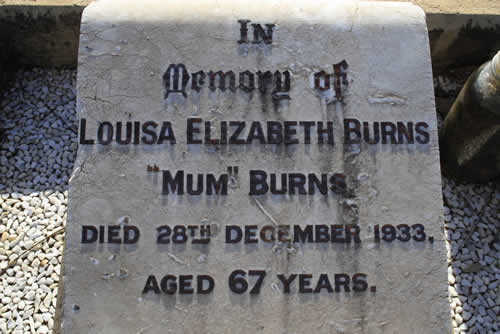 In
Memory of
LOUISA ELIZABETH BURNS
"MUM" BURNS.
DIED 28TH DECEMBER 1933,
AGED 67 YEARS.